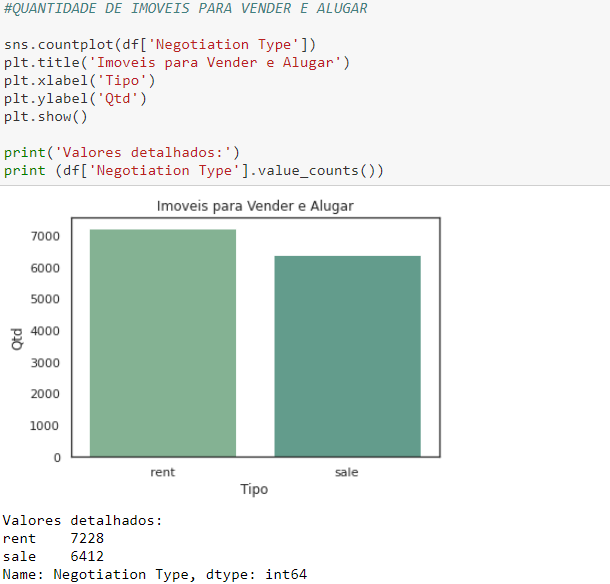 #QUANTIDADE DE IMOVEIS PARA VENDER E ALUGAR
sns.countplot(df['Negotiation Type'])
plt.title('Imoveis para Vender e Alugar')
plt.xlabel('Tipo')
plt.ylabel('Qtd')
plt.show()
print('Valores detalhados:')
print (df['Negotiation Type'].value_counts())
Imoveis para Vender e Alugar
Qtd
7000
6000
5000
4000
3000
2000
1000
0
rent sale
Tipo
Valores detalhados:
rent 7228
sale 6412
Name: Negotiation Type, dtype: int64